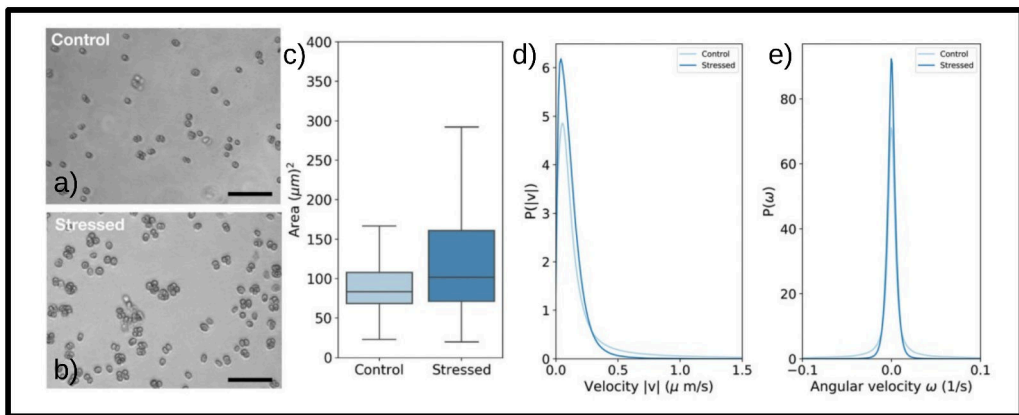 Control
a)
Stressed
b)
c)
400
350
300
250
200
150
100
50
0
Area (μm)²
Control Stressed
d)
Control
Stressed
6
5
4
3
2
1
0
P(|v|)
0.0 0.5 1.0 1.5
Velocity |v| (μ m/s)
e)
Control
Stressed
80
60
40
20
0
P(ω)
−0.1 0.0 0.1
Angular velocity ω (1/s)